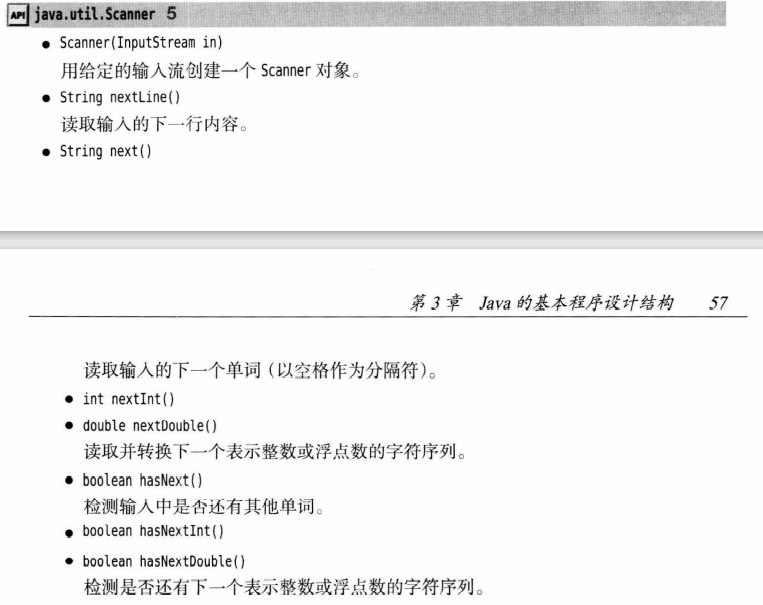 API java.util.Scanner 5
● Scanner(InputStream in)
用给定的输入流创建一个 Scanner 对象。
● String nextLine()
读取输入的下一行内容。
● String next()
第 3 章 Java 的基本程序设计结构 57
读取输入的下一个单词（以空格作为分隔符）。
● int nextInt()
● double nextDouble()
读取并转换下一个表示整数或浮点数的字符序列。
● boolean hasNext()
检测输入中是否还有其他单词。
● boolean hasNextInt()
● boolean hasNextDouble()
检测是否还有下一个表示整数或浮点数的字符序列。